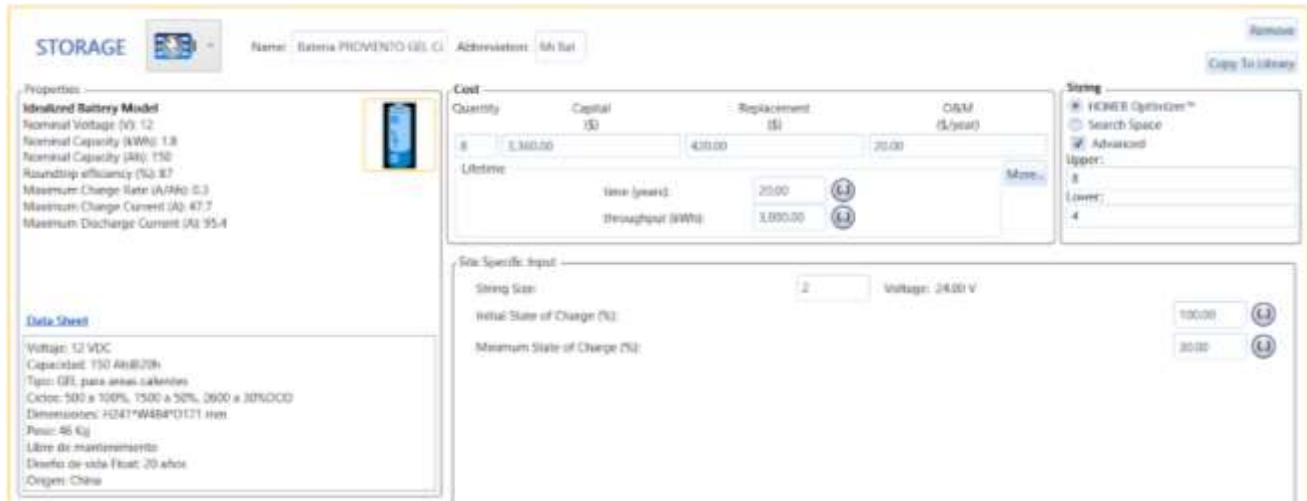 Remove
STORAGE Name: Bateria PROVIENTO GEL Ci Abbreviation: Mi Bat
Copy To Library
Properties
Idealized Battery Model
Nominal Voltage (V): 12
Nominal Capacity (kWh): 1.8
Nominal Capacity (Ah): 150
Roundtrip efficiency (%): 87
Maximum Charge Rate (A/Ah): 0.3
Maximum Charge Current (A): 47.7
Maximum Discharge Current (A): 95.4
Data Sheet
Voltaje: 12 VDC
Capacidad: 150 Ah@20h
Tipo: GEL para areas calientes
Ciclos: 500 a 100%, 1500 a 50%, 2600 a 30%DOD
Dimensiones: H241*W484*D171 mm
Peso: 46 Kg
Libre de mantenimiento
Diseño de vida Float: 20 años
Origen: China
Cost
Quantity Capital Replacement O&M
($) ($) ($/year)
8 3,360.00 420.00 20.00
Lifetime More...
time (years): 20.00 (..)
throughput (kWh): (..)
Sizing
HOMER Optimizer™
Search Space
Advanced
Upper:
8
Lower:
4
Site Specific Input
String Size: 2 Voltage: 24.00 V
Initial State of Charge (%): 100.00 (..)
Minimum State of Charge (%): (..)